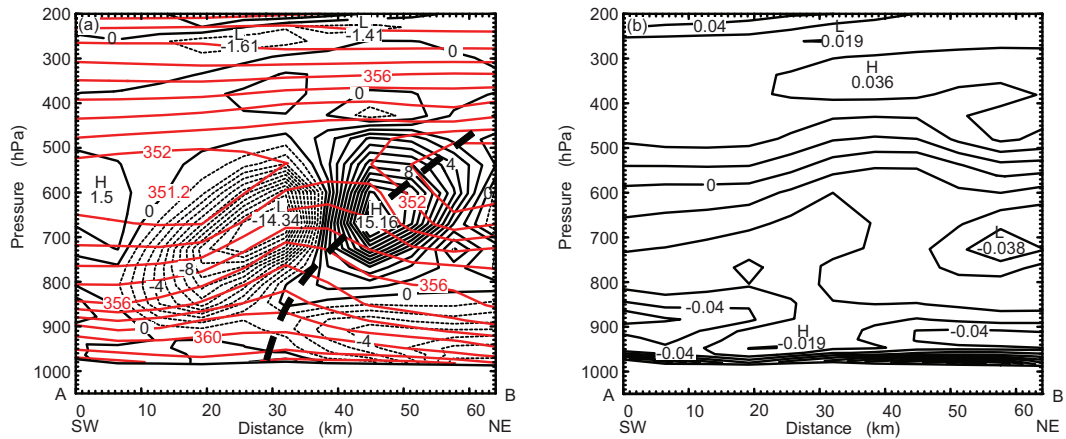 (a)
200
300
400
500
600
700
800
900
1000
Pressure (hPa)
0
L
-1.61
L
-1.41
0
356
0
352
H
1.5
351.2
0
L
-14.34
H
15.16
8
4
0
352
-8
-4
356
0
356
0
360
-4
A
B
0 10 20 30 40 50 60
SW
Distance (km)
NE
(b)
200
300
400
500
600
700
800
900
1000
Pressure (hPa)
0.04
L
0.019
H
0.036
0
L
-0.038
-0.04
H
-0.019
-0.04
-0.04
A
B
0 10 20 30 40 50 60
SW
Distance (km)
NE